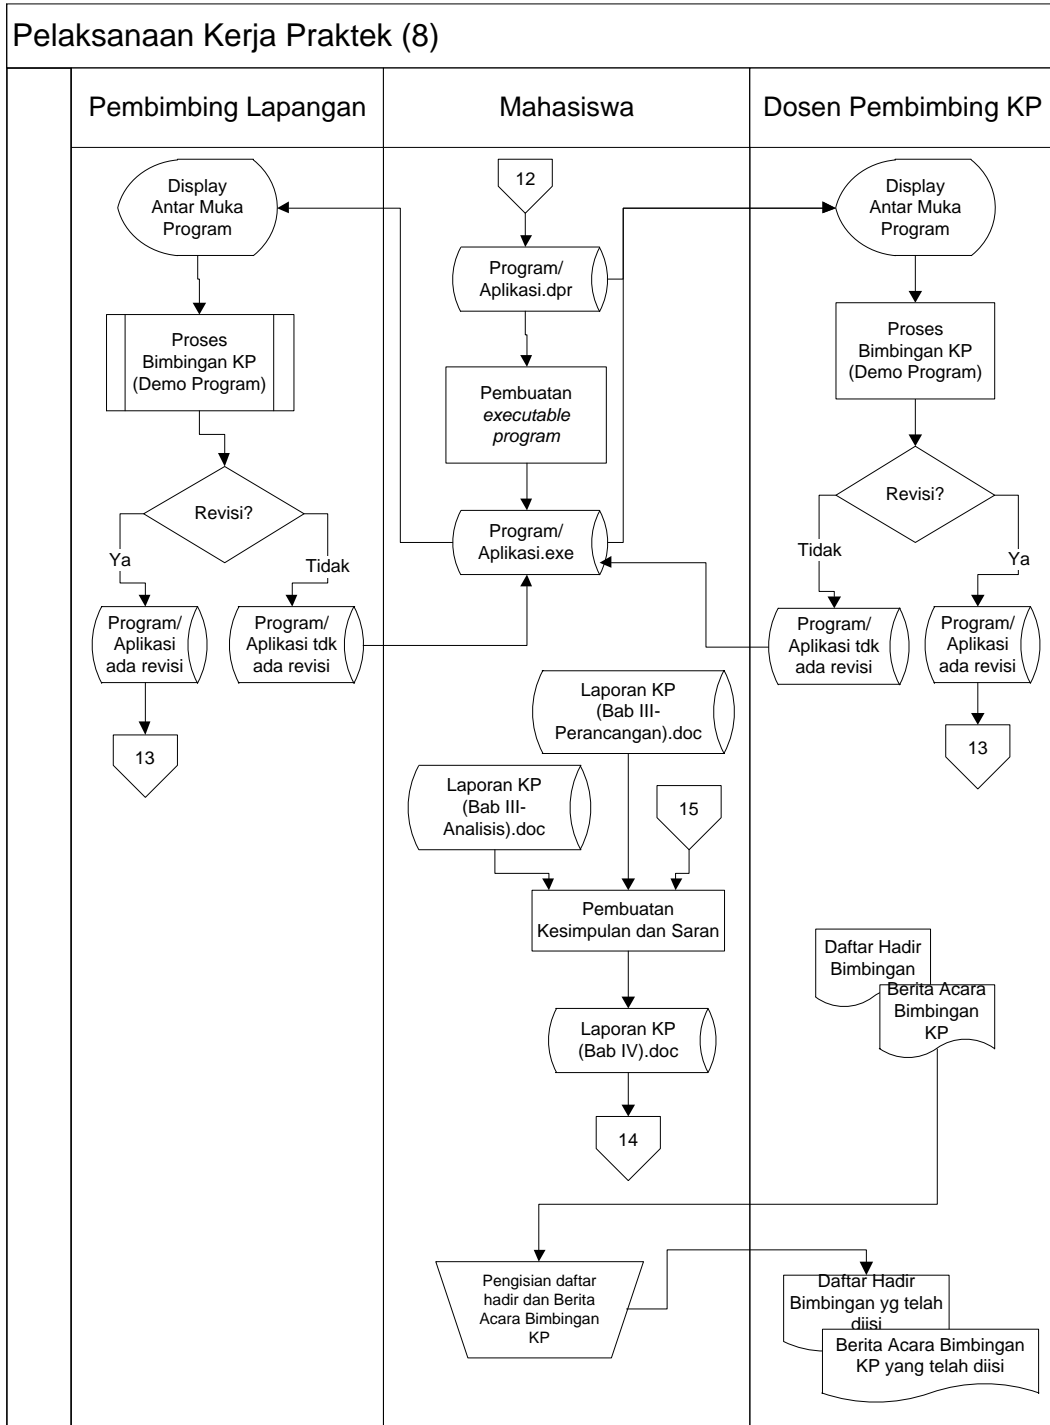 Pelaksanaan Kerja Praktek (8)
Pembimbing Lapangan
Mahasiswa
Dosen Pembimbing KP
Display
Antar Muka
Program
Proses
Bimbingan KP
(Demo Program)
Revisi?
Ya
Tidak
Program/
Aplikasi
ada revisi
Program/
Aplikasi tdk
ada revisi
13
12
Program/
Aplikasi.dpr
Pembuatan
executable
program
Program/
Aplikasi.exe
Laporan KP
(Bab III-
Perancangan).doc
Laporan KP
(Bab III-
Analisis).doc
15
Pembuatan
Kesimpulan dan Saran
Laporan KP
(Bab IV).doc
14
Pengisian daftar
hadir dan Berita
Acara Bimbingan
KP
Display
Antar Muka
Program
Proses
Bimbingan KP
(Demo Program)
Revisi?
Tidak
Ya
Program/
Aplikasi tdk
ada revisi
Program/
Aplikasi
ada revisi
13
Daftar Hadir
Bimbingan
Berita Acara
Bimbingan
KP
Daftar Hadir
Bimbingan yg telah
diisi
Berita Acara Bimbingan
KP yang telah diisi